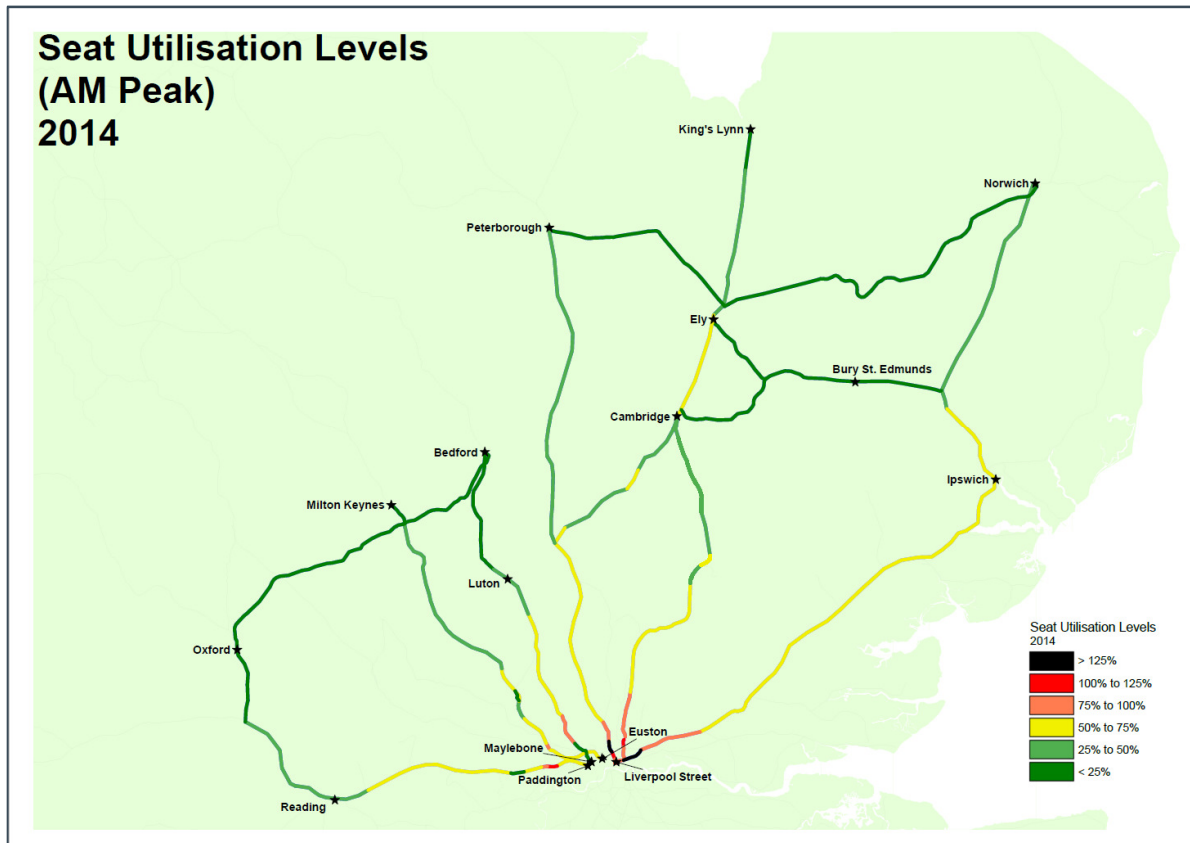 Seat Utilisation Levels
(AM Peak)
2014
King's Lynn
Norwich
Peterborough
Ely
Bury St. Edmunds
Cambridge
Bedford
Ipswich
Milton Keynes
Luton
Oxford
Euston
Maylebone
Paddington
Liverpool Street
Reading
Seat Utilisation Levels
2014
> 125%
100% to 125%
75% to 100%
50% to 75%
25% to 50%
< 25%